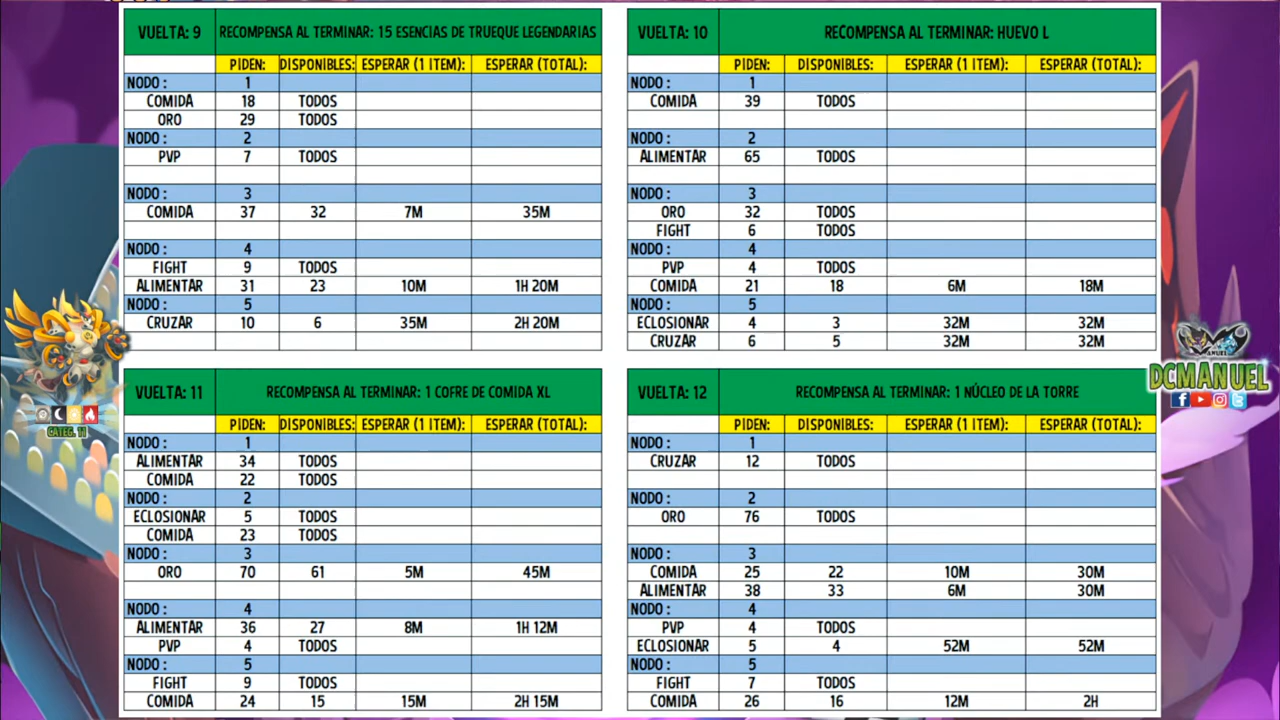 VUELTA: 9 RECOMPENSA AL TERMINAR: 15 ESENCIAS DE TRUEQUE LEGENDARIAS
PIDEN: DISPONIBLES: ESPERAR (1 ITEM): ESPERAR (TOTAL):
NODO : 1
COMIDA 18 TODOS
ORO 29 TODOS
NODO : 2
PVP 7 TODOS
NODO : 3
COMIDA 37 32 7M 35M
NODO : 4
FIGHT 9 TODOS
ALIMENTAR 31 23 10M 1H 20M
NODO : 5
CRUZAR 10 6 35M 2H 20M
VUELTA: 10 RECOMPENSA AL TERMINAR: HUEVO L
PIDEN: DISPONIBLES: ESPERAR (1 ITEM): ESPERAR (TOTAL):
NODO : 1
COMIDA 39 TODOS
NODO : 2
ALIMENTAR 65 TODOS
NODO : 3
ORO 32 TODOS
FIGHT 6 TODOS
NODO : 4
PVP 4 TODOS
COMIDA 21 18 6M 18M
NODO : 5
ECLOSIONAR 4 3 32M 32M
CRUZAR 6 5 32M 32M
VUELTA: 11 RECOMPENSA AL TERMINAR: 1 COFRE DE COMIDA XL
PIDEN: DISPONIBLES: ESPERAR (1 ITEM): ESPERAR (TOTAL):
NODO : 1
ALIMENTAR 34 TODOS
COMIDA 22 TODOS
NODO : 2
ECLOSIONAR 5 TODOS
COMIDA 23 TODOS
NODO : 3
ORO 70 61 5M 45M
NODO : 4
ALIMENTAR 36 27 8M 1H 12M
PVP 4 TODOS
NODO : 5
FIGHT 9 TODOS
COMIDA 24 15 15M 2H 15M
VUELTA: 12 RECOMPENSA AL TERMINAR: 1 NÚCLEO DE LA TORRE
PIDEN: DISPONIBLES: ESPERAR (1 ITEM): ESPERAR (TOTAL):
NODO : 1
CRUZAR 12 TODOS
NODO : 2
ORO 76 TODOS
NODO : 3
COMIDA 25 22 10M 30M
ALIMENTAR 38 33 6M 30M
NODO : 4
PVP 4 TODOS
ECLOSIONAR 5 4 52M 52M
NODO : 5
FIGHT 7 TODOS
COMIDA 26 16 12M 2H
CATEG. 11
DCMANUEL